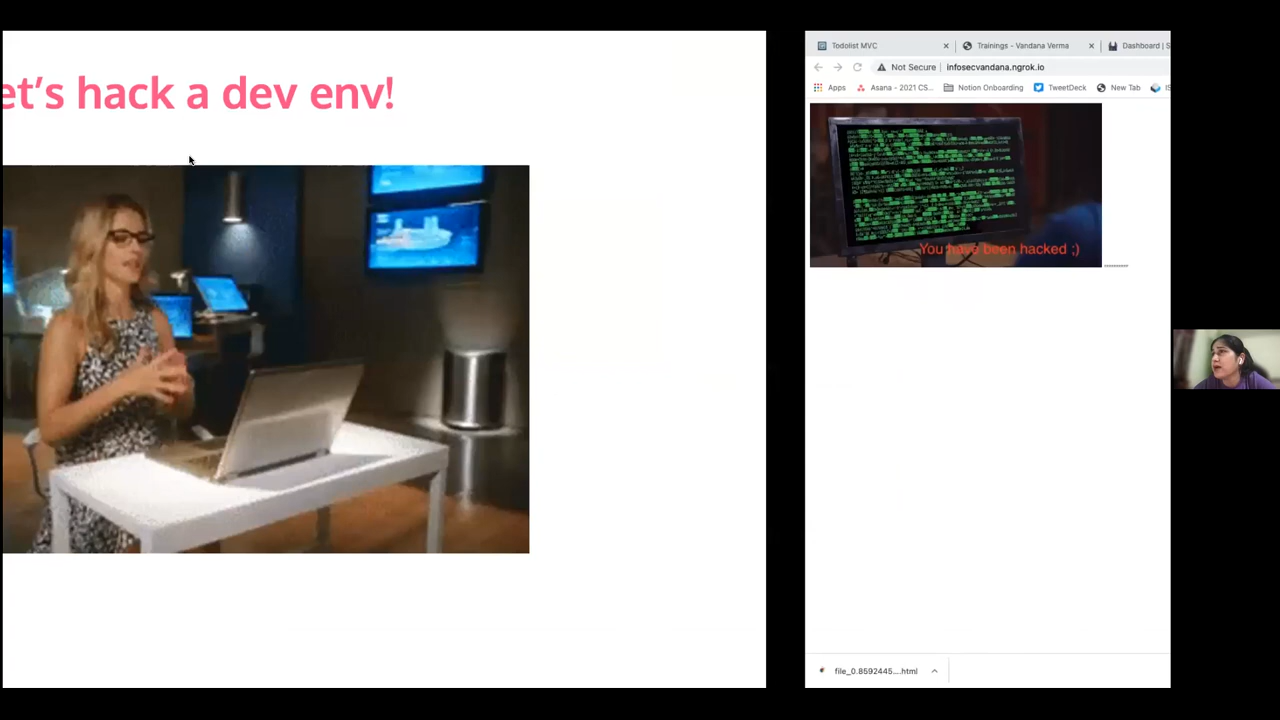 et's hack a dev env!
Todolist MVC
Trainings - Vandana Verma
Dashboard | S
Not Secure | infosecvandana.ngrok.io
Apps
Asana - 2021 CS...
Notion Onboarding
TweetDeck
New Tab
IS
You have been hacked ;)
file_0.8592445....html